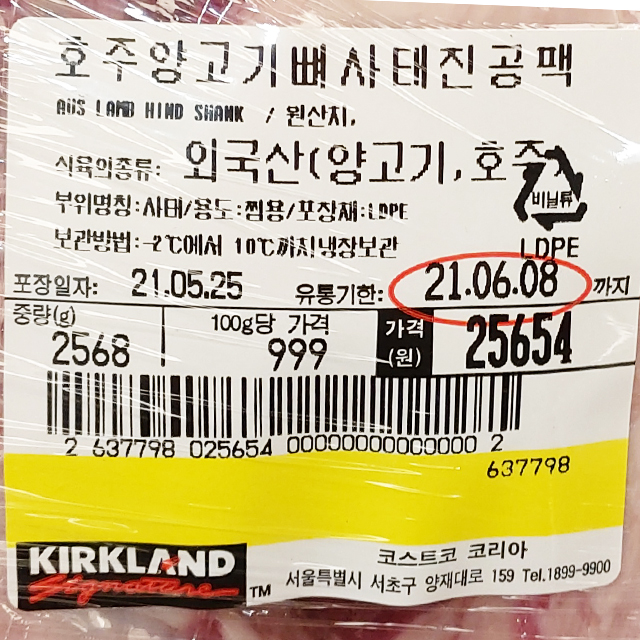 호주양고기뼈사태진공팩
AUS LAMB HIND SHANK / 원산지,
식육의종류: 외국산(양고기,호주
부위명칭:사태/용도:찜용/포장재:LDPE
비닐류
보관방법:-2℃에서 10℃까지냉장보관
LDPE
포장일자: 21.05.25 유통기한: 21.06.08 까지
중량(g) 100g당 가격 가격(원)
2568 999 25654
2 637798 025654 00000000000C0000 2
637798
KIRKLAND
Signature TM
코스트코 코리아
서울특별시 서초구 양재대로 159 Tel.1899-9900